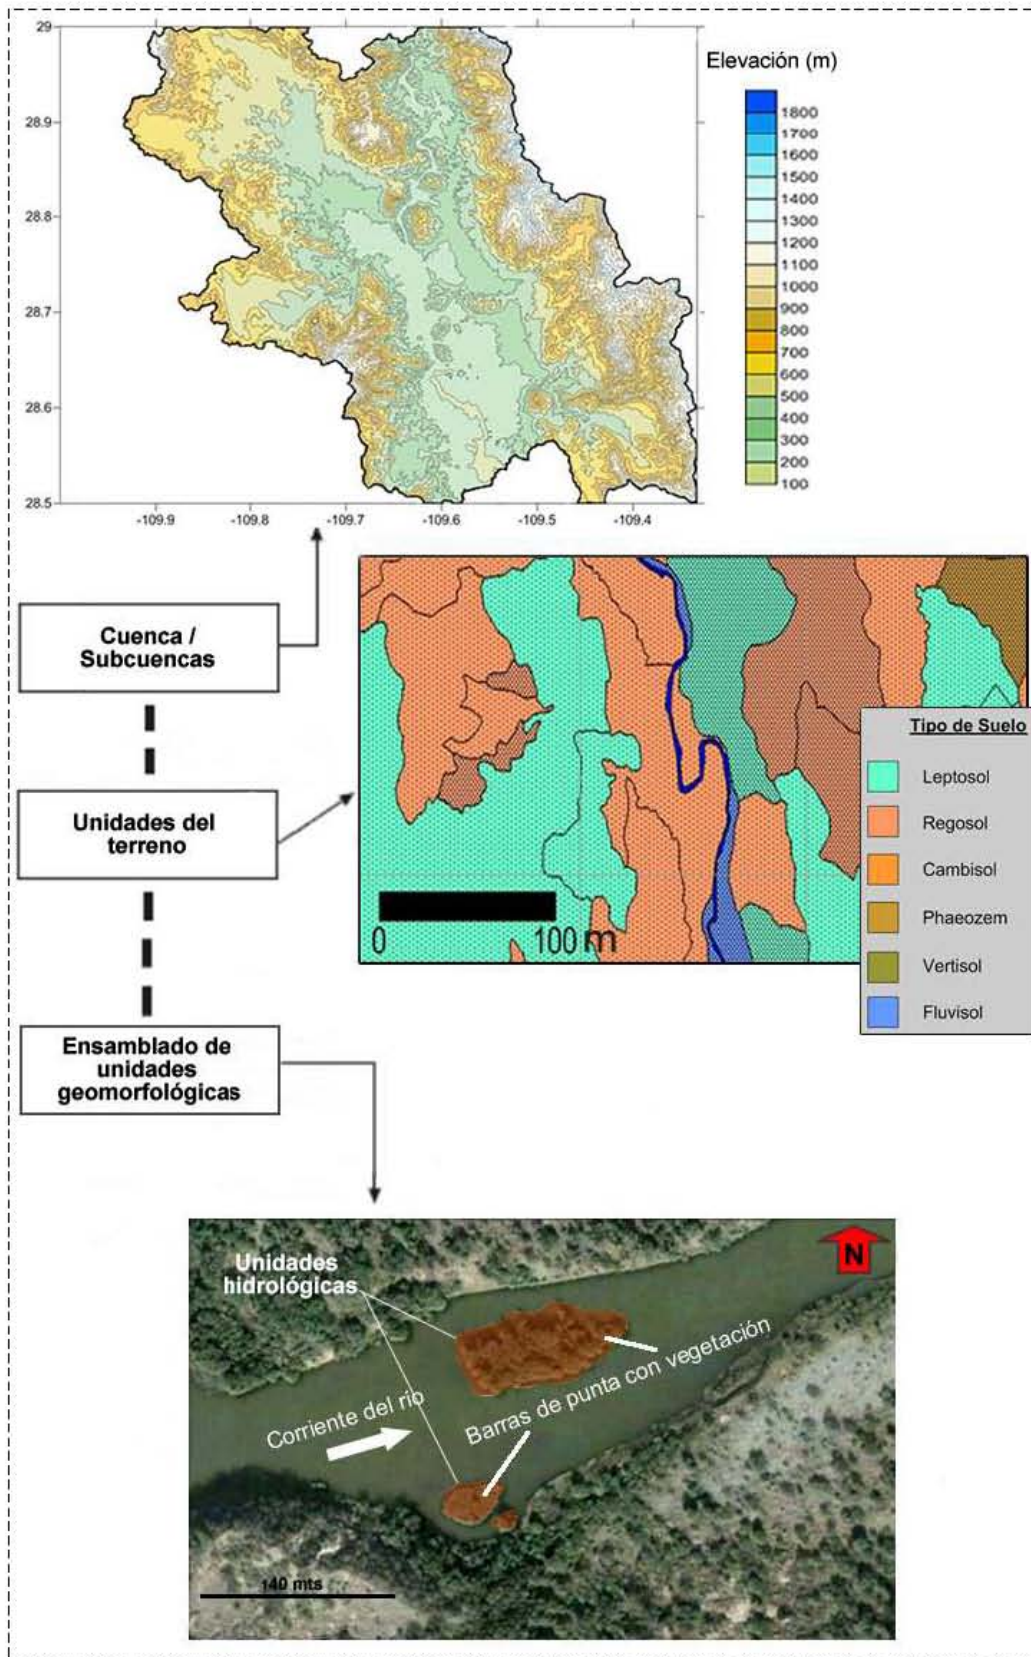 29
28.9
28.8
28.7
28.6
28.5
-109.9
-109.8
-109.7
-109.6
-109.5
-109.4
Elevación (m)
1800
1700
1600
1500
1400
1300
1200
1100
1000
900
800
700
600
500
400
300
200
100
Cuenca /
Subcuencas
Unidades del
terreno
Ensamblado de
unidades
geomorfológicas
0
100 m
Tipo de Suelo
Leptosol
Regosol
Cambisol
Phaeozem
Vertisol
Fluvisol
Unidades
hidrológicas
N
Corriente del río
Barras de punta con vegetación
140 mts